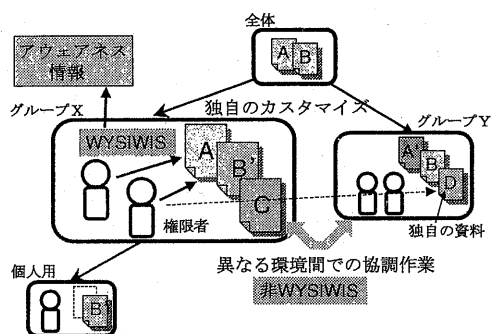 全体
A B
アウェアネス
情報
グループX
独自のカスタマイズ
グループY
WYSIWIS
A
B'
C
権限者
A'
B
D
独自の資料
異なる環境間での協調作業
非WYSIWIS
個人用
B'